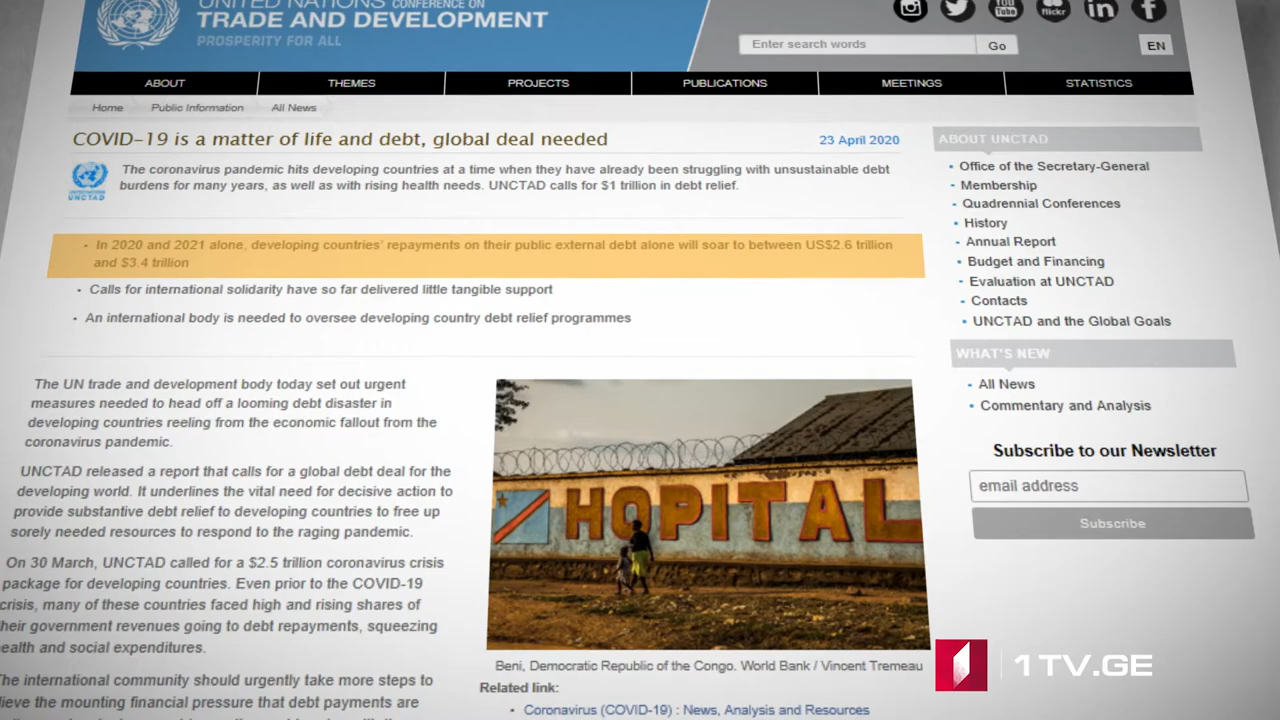 UNITED NATIONS CONFERENCE ON
TRADE AND DEVELOPMENT
PROSPERITY FOR ALL
You
Tube
flickr
in
f
Enter search words
Go
EN
ABOUT
THEMES
PROJECTS
PUBLICATIONS
MEETINGS
STATISTICS
Home
Public Information
All News
COVID-19 is a matter of life and debt, global deal needed
23 April 2020
The coronavirus pandemic hits developing countries at a time when they have already been struggling with unsustainable debt
burdens for many years, as well as with rising health needs. UNCTAD calls for $1 trillion in debt relief.
UNCTAD
In 2020 and 2021 alone, developing countries' repayments on their public external debt alone will soar to between US$2.6 trillion
and $3.4 trillion
Calls for international solidarity have so far delivered little tangible support
An international body is needed to oversee developing country debt relief programmes
The UN trade and development body today set out urgent
measures needed to head off a looming debt disaster in
developing countries reeling from the economic fallout from the
coronavirus pandemic.
UNCTAD released a report that calls for a global debt deal for the
developing world. It underlines the vital need for decisive action to
provide substantive debt relief to developing countries to free up
sorely needed resources to respond to the raging pandemic.
On 30 March, UNCTAD called for a $2.5 trillion coronavirus crisis
package for developing countries. Even prior to the COVID-19
crisis, many of these countries faced high and rising shares of
their government revenues going to debt repayments, squeezing
health and social expenditures.
The international community should urgently take more steps to
relieve the mounting financial pressure that debt payments are
HOPITAL
Beni, Democratic Republic of the Congo. World Bank / Vincent Tremeau
Related link:
Coronavirus (COVID-19) : News, Analysis and Resources
ABOUT UNCTAD
Office of the Secretary-General
Membership
Quadrennial Conferences
History
Annual Report
Budget and Financing
Evaluation at UNCTAD
Contacts
UNCTAD and the Global Goals
WHAT'S NEW
All News
Commentary and Analysis
Subscribe to our Newsletter
email address
Subscribe
1TV.GE